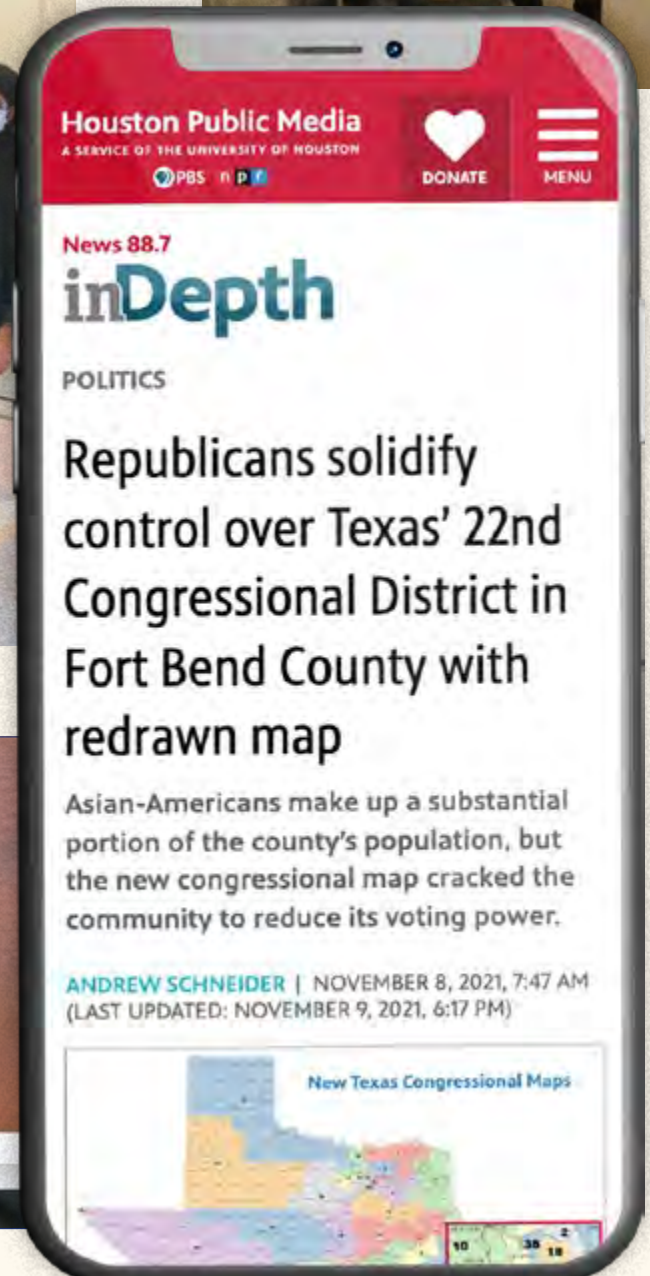 Houston Public Media
A SERVICE OF THE UNIVERSITY OF HOUSTON
PBS npr
DONATE
MENU
News 88.7
inDepth
POLITICS
Republicans solidify
control over Texas' 22nd
Congressional District in
Fort Bend County with
redrawn map
Asian-Americans make up a substantial
portion of the county's population, but
the new congressional map cracked the
community to reduce its voting power.
ANDREW SCHNEIDER | NOVEMBER 8, 2021, 7:47 AM
(LAST UPDATED: NOVEMBER 9, 2021, 6:17 PM)
New Texas Congressional Maps
2
10 38 18